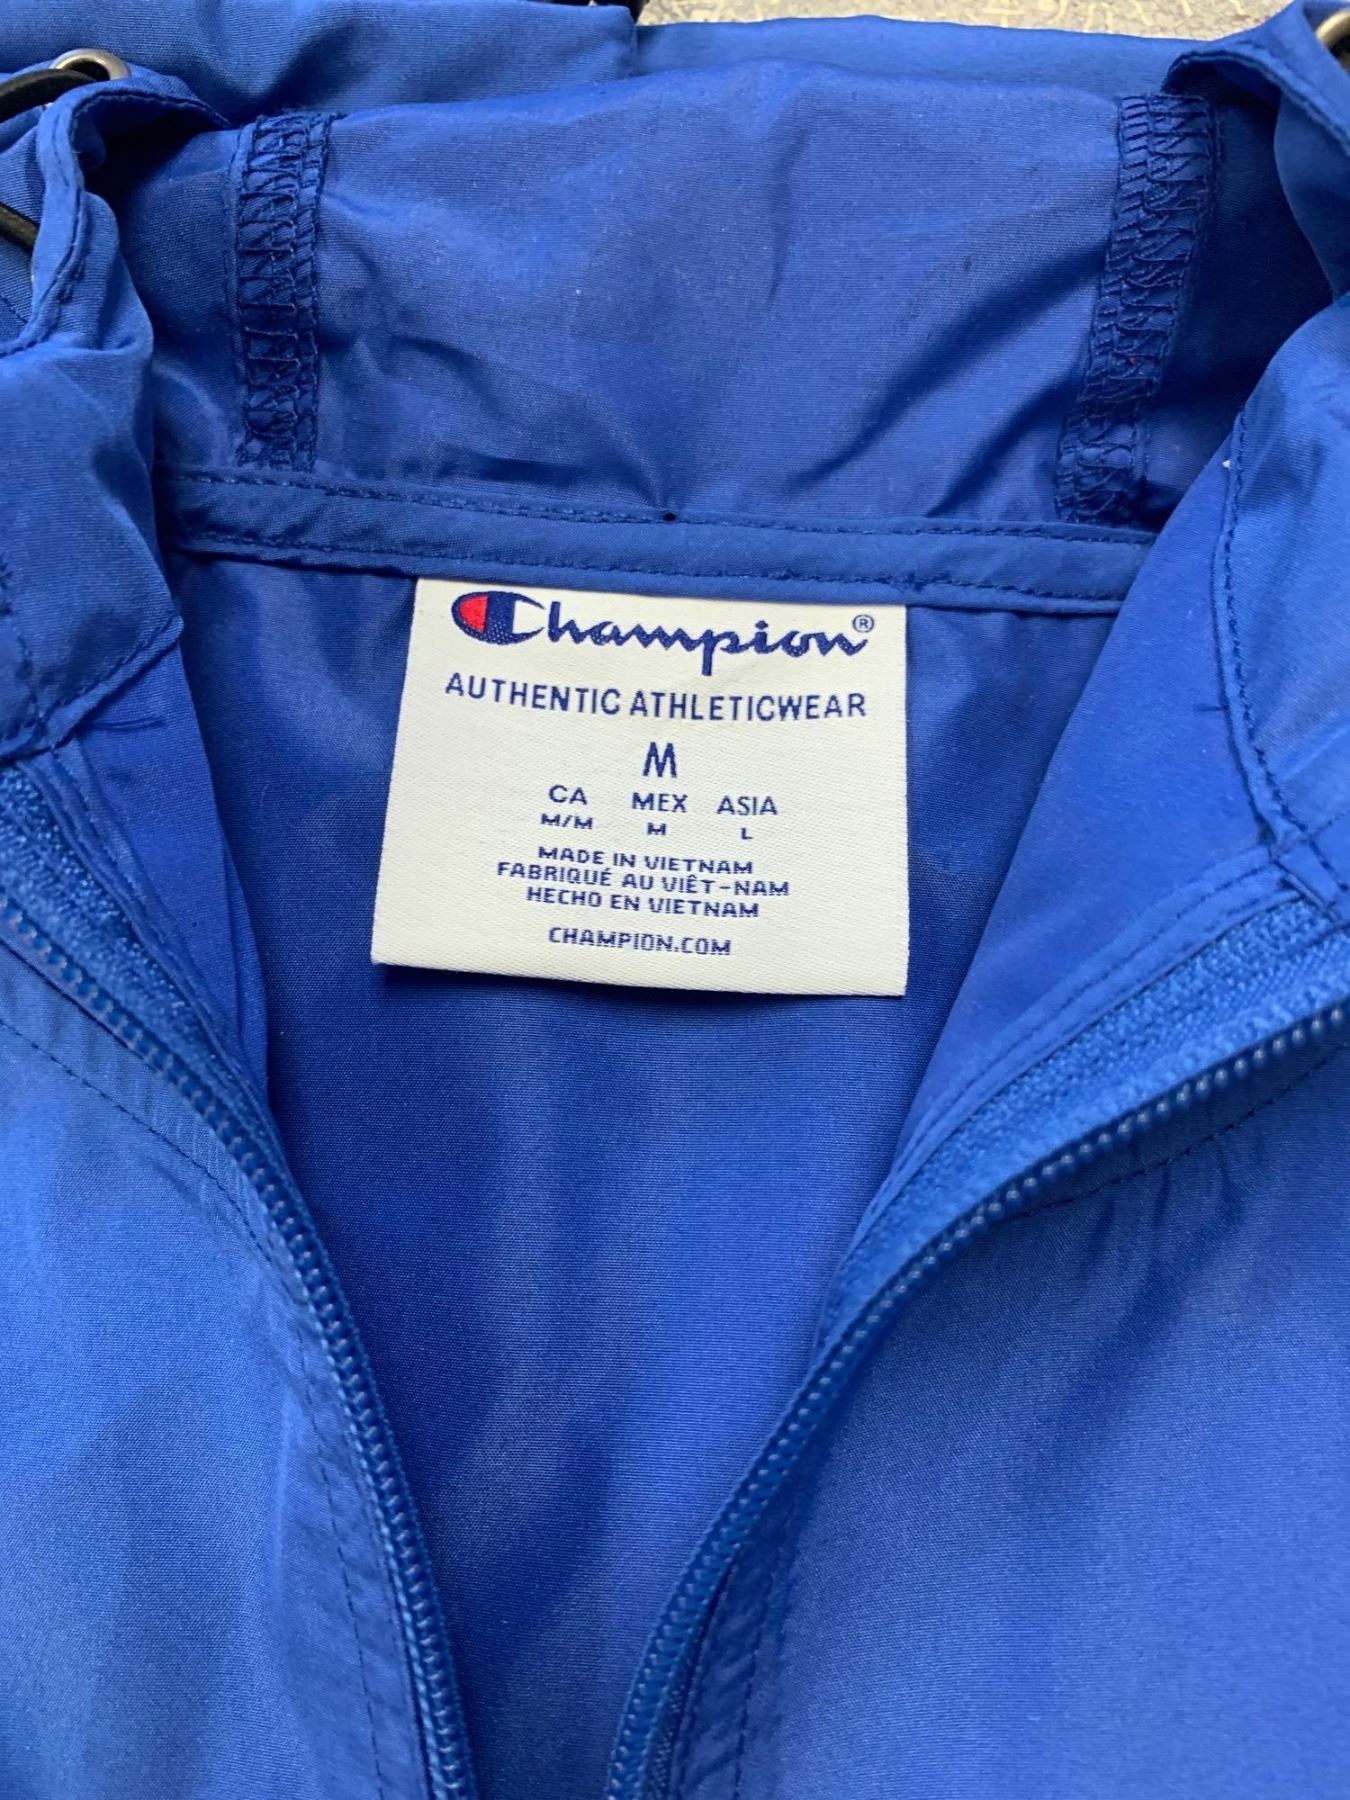 Champion®
AUTHENTIC ATHLETICWEAR
M
CA MEX ASIA
M/M M L
MADE IN VIETNAM
FABRIQUÉ AU VIÊT-NAM
HECHO EN VIETNAM
CHAMPION.COM